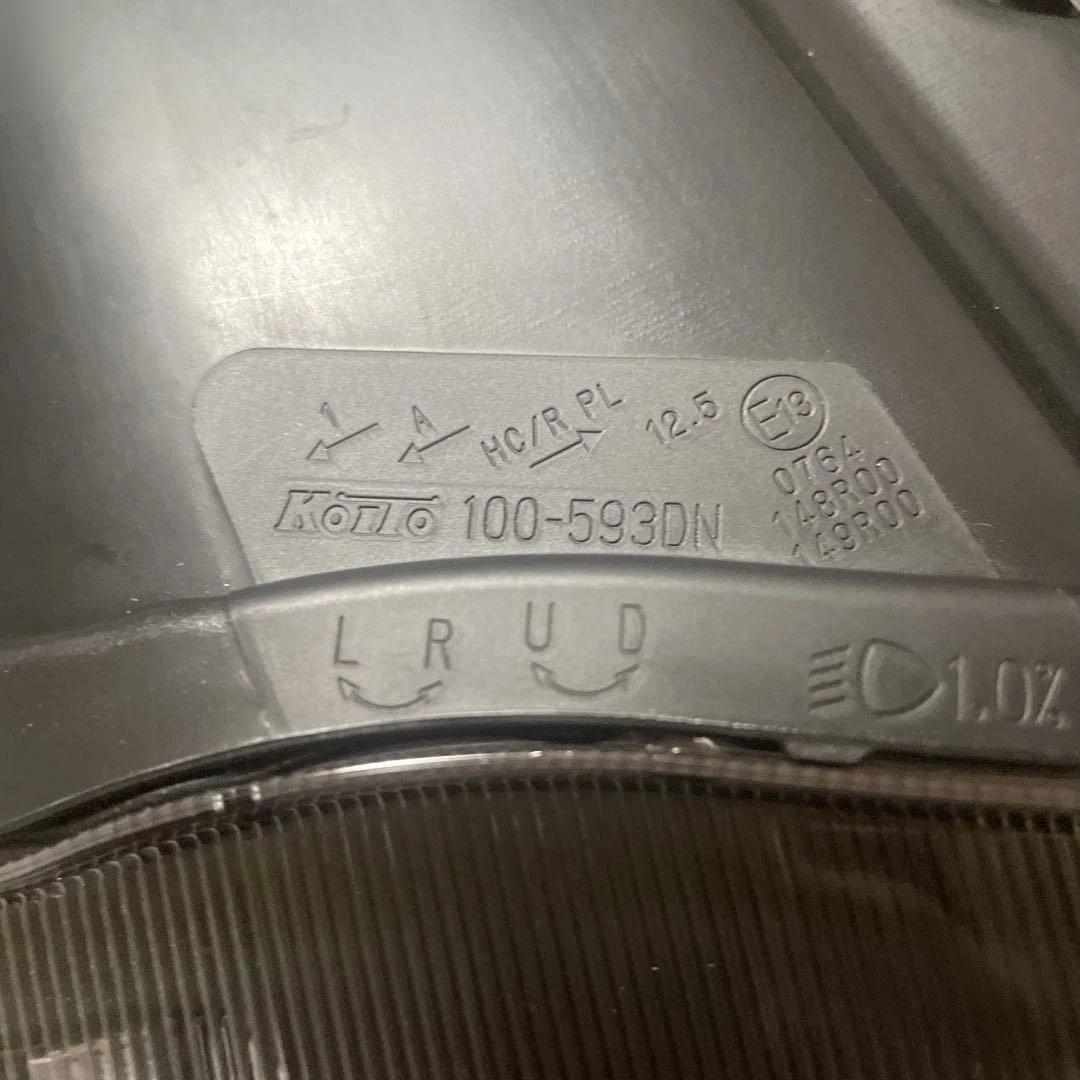 1 A HC/R PL 12.5 E13
0764
148R00
149R00
KOITO 100-593DN
L R U D
1.0%